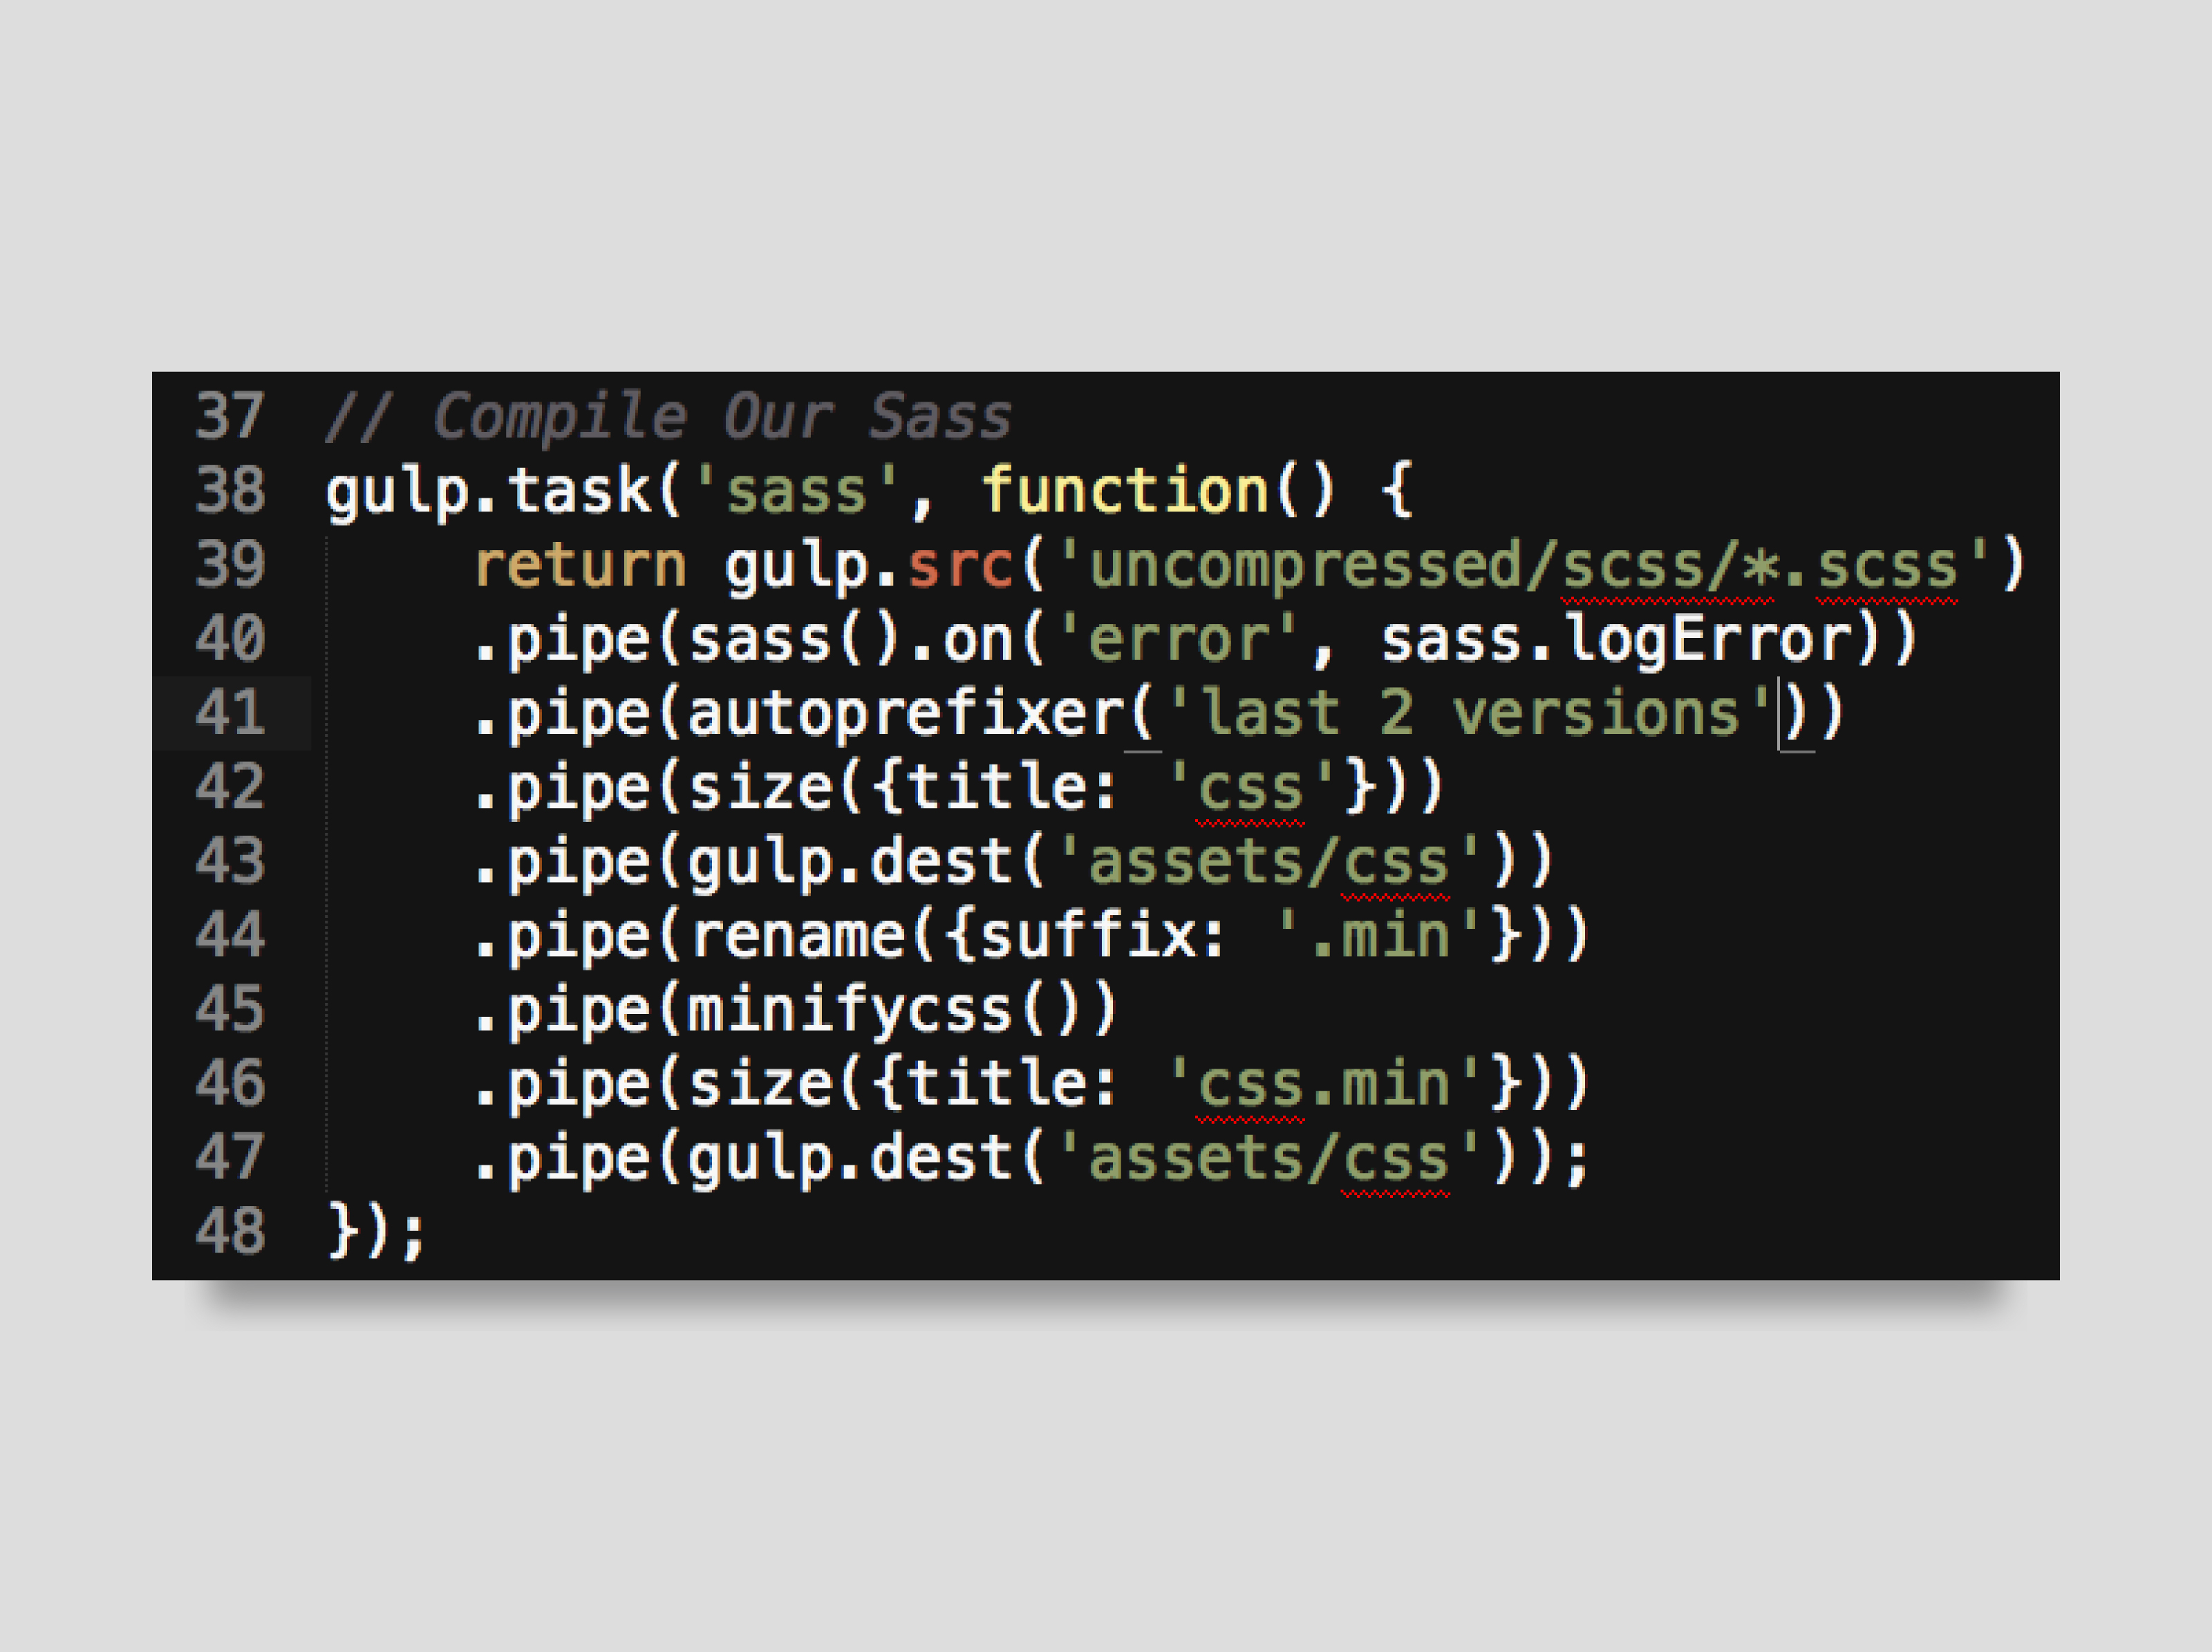 37 // Compile Our Sass
38 gulp.task('sass', function() {
39     return gulp.src('uncompressed/scss/*.scss')
40     .pipe(sass().on('error', sass.logError))
41     .pipe(autoprefixer('last 2 versions'))
42     .pipe(size({title: 'css'}))
43     .pipe(gulp.dest('assets/css'))
44     .pipe(rename({suffix: '.min'}))
45     .pipe(minifycss())
46     .pipe(size({title: 'css.min'}))
47     .pipe(gulp.dest('assets/css'));
48 });